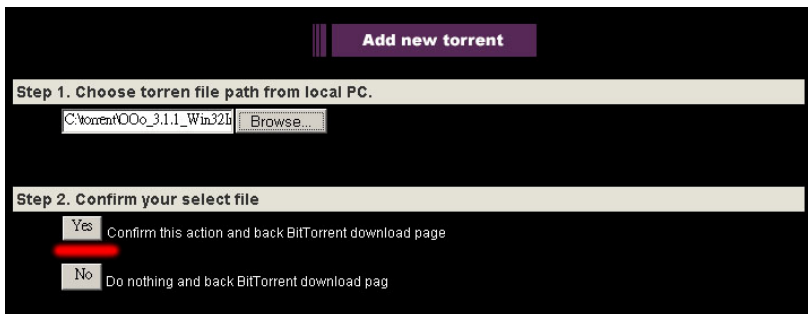 Add new torrent
Step 1. Choose torren file path from local PC.
C:\torrent\OOo_3.1.1_Win32I Browse...
Step 2. Confirm your select file
Yes Confirm this action and back BitTorrent download page
No Do nothing and back BitTorrent download pag